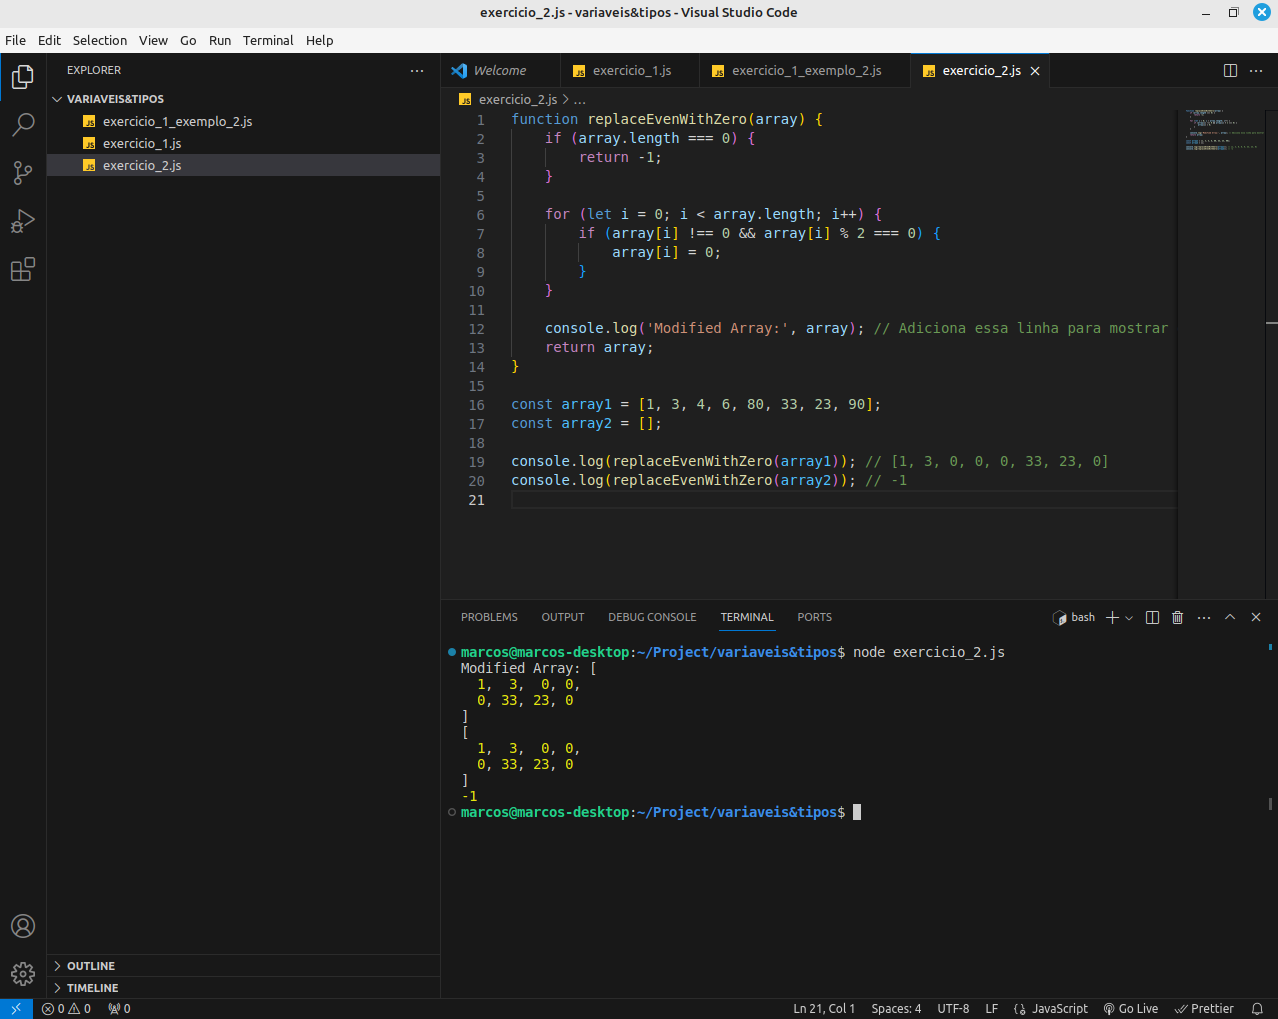 exercicio_2.js - variaveis&tipos - Visual Studio Code
File Edit Selection View Go Run Terminal Help
EXPLORER
VARIAVEIS&TIPOS
exercicio_1_exemplo_2.js
exercicio_1.js
exercicio_2.js
OUTLINE
TIMELINE
Welcome exercicio_1.js exercicio_1_exemplo_2.js exercicio_2.js
exercicio_2.js > ...
1 function replaceEvenWithZero(array) {
2     if (array.length === 0) {
3         return -1;
4     }
5
6     for (let i = 0; i < array.length; i++) {
7         if (array[i] !== 0 && array[i] % 2 === 0) {
8             array[i] = 0;
9         }
10     }
11
12     console.log('Modified Array:', array); // Adiciona essa linha para mostrar
13     return array;
14 }
15
16 const array1 = [1, 3, 4, 6, 80, 33, 23, 90];
17 const array2 = [];
18
19 console.log(replaceEvenWithZero(array1)); // [1, 3, 0, 0, 0, 33, 23, 0]
20 console.log(replaceEvenWithZero(array2)); // -1
21
PROBLEMS OUTPUT DEBUG CONSOLE TERMINAL PORTS bash
marcos@marcos-desktop:~/Project/variaveis&tipos$ node exercicio_2.js
Modified Array: [
  1,  3,  0, 0,
  0, 33, 23, 0
]
[
  1,  3,  0, 0,
  0, 33, 23, 0
]
-1
marcos@marcos-desktop:~/Project/variaveis&tipos$
0 0 0 Ln 21, Col 1 Spaces: 4 UTF-8 LF {} JavaScript Go Live Prettier